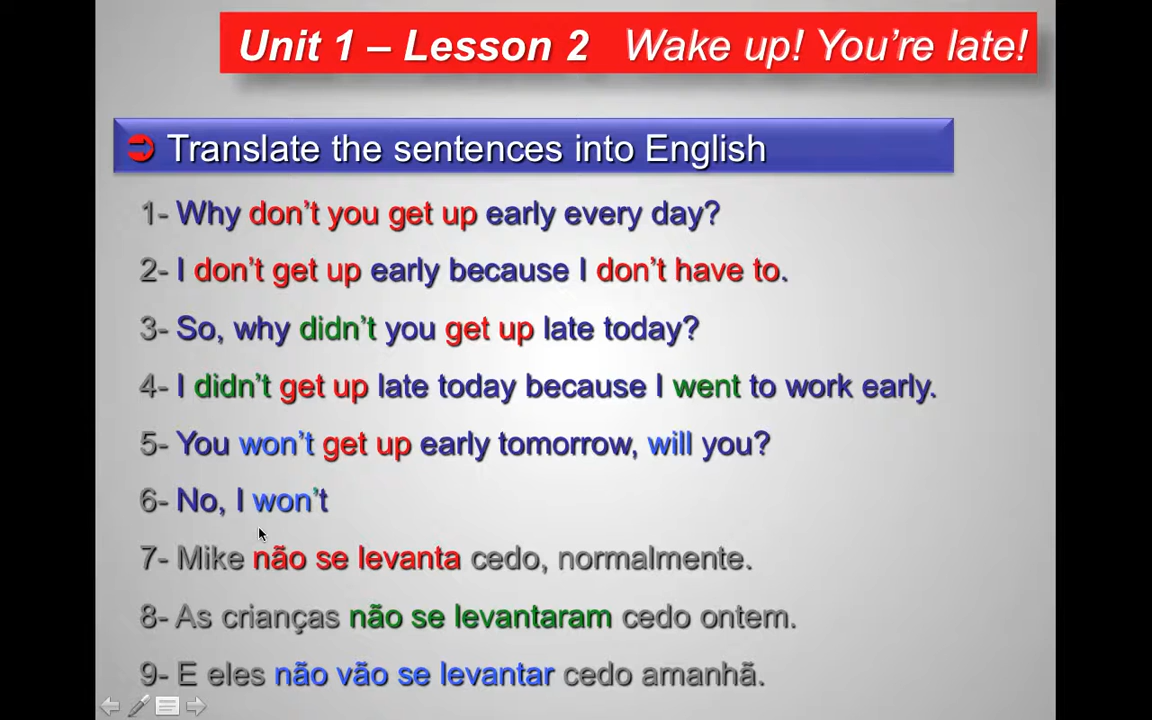 Unit 1 – Lesson 2 Wake up! You're late!
Translate the sentences into English
1- Why don't you get up early every day?
2- I don't get up early because I don't have to.
3- So, why didn't you get up late today?
4- I didn't get up late today because I went to work early.
5- You won't get up early tomorrow, will you?
6- No, I won't
7- Mike não se levanta cedo, normalmente.
8- As crianças não se levantaram cedo ontem.
9- E eles não vão se levantar cedo amanhã.